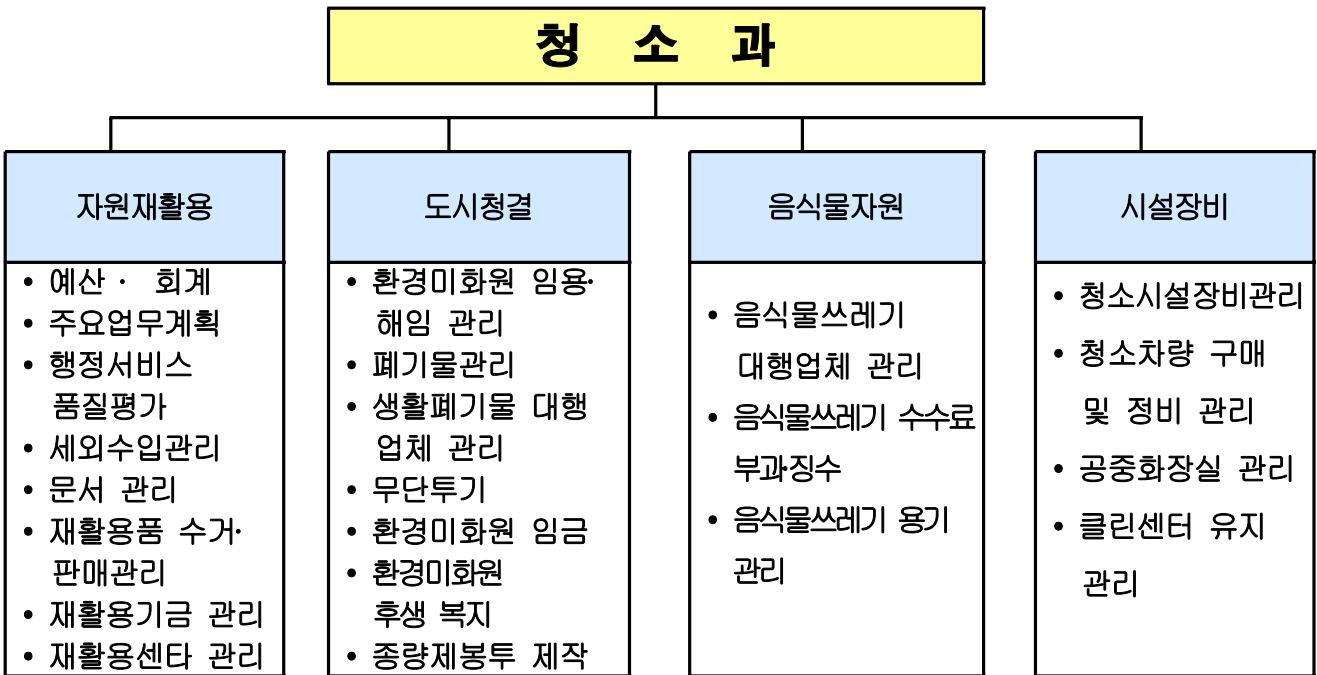 청 소 과
자원재활용
• 예산 · 회계
• 주요업무계획
• 행정서비스
품질평가
• 세외수입관리
• 문서 관리
• 재활용품 수거·
판매관리
• 재활용기금 관리
• 재활용센타 관리
도시청결
• 환경미화원 임용·
해임 관리
• 폐기물관리
• 생활폐기물 대행
업체 관리
• 무단투기
• 환경미화원 임금
• 환경미화원
후생 복지
• 종량제봉투 제작
음식물자원
• 음식물쓰레기
대행업체 관리
• 음식물쓰레기 수수료
부과·징수
• 음식물쓰레기 용기
관리
시설장비
• 청소시설장비관리
• 청소차량 구매
및 정비 관리
• 공중화장실 관리
• 클린센터 유지
관리